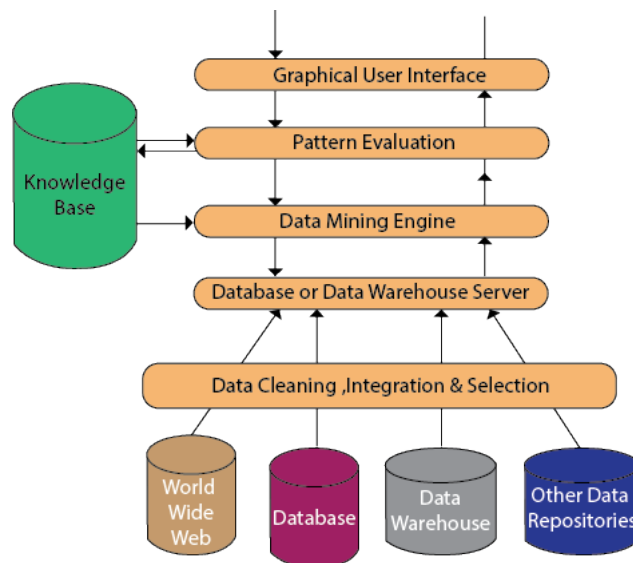 Graphical User Interface
Pattern Evaluation
Knowledge
Base
Data Mining Engine
Database or Data Warehouse Server
Data Cleaning ,Integration & Selection
World
Wide
Web
Database
Data
Warehouse
Other Data
Repositories